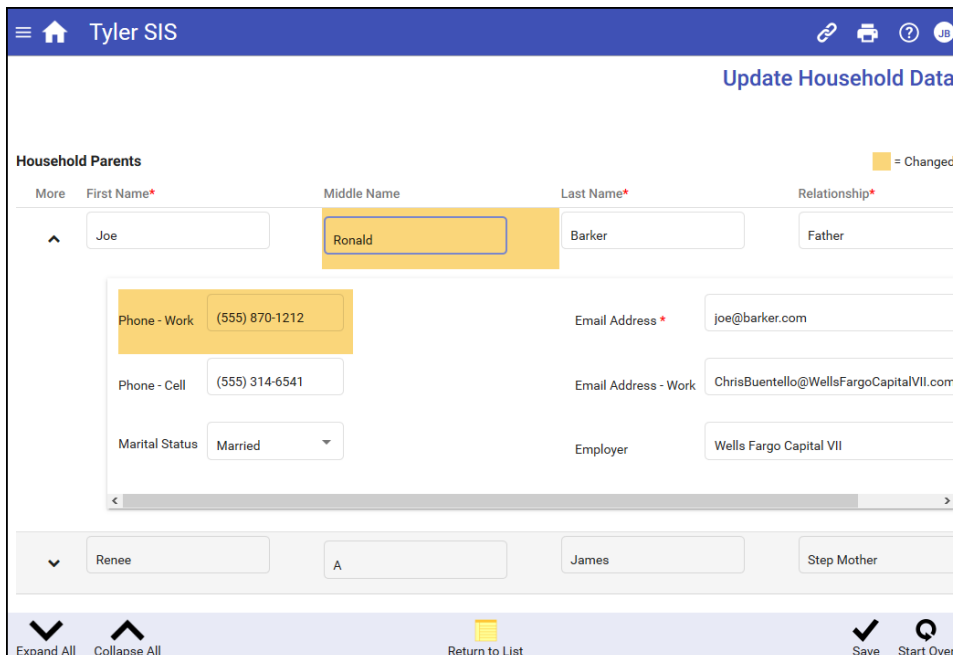 Tyler SIS
JB
Update Household Data
Household Parents
= Changed
More First Name* Middle Name Last Name* Relationship*
Joe Ronald Barker Father
Phone - Work (555) 870-1212 Email Address * joe@barker.com
Phone - Cell (555) 314-6541 Email Address - Work ChrisBuentello@WellsFargoCapitalVII.com
Marital Status Married Employer Wells Fargo Capital VII
Renee A James Step Mother
Expand All Collapse All Return to List Save Start Over